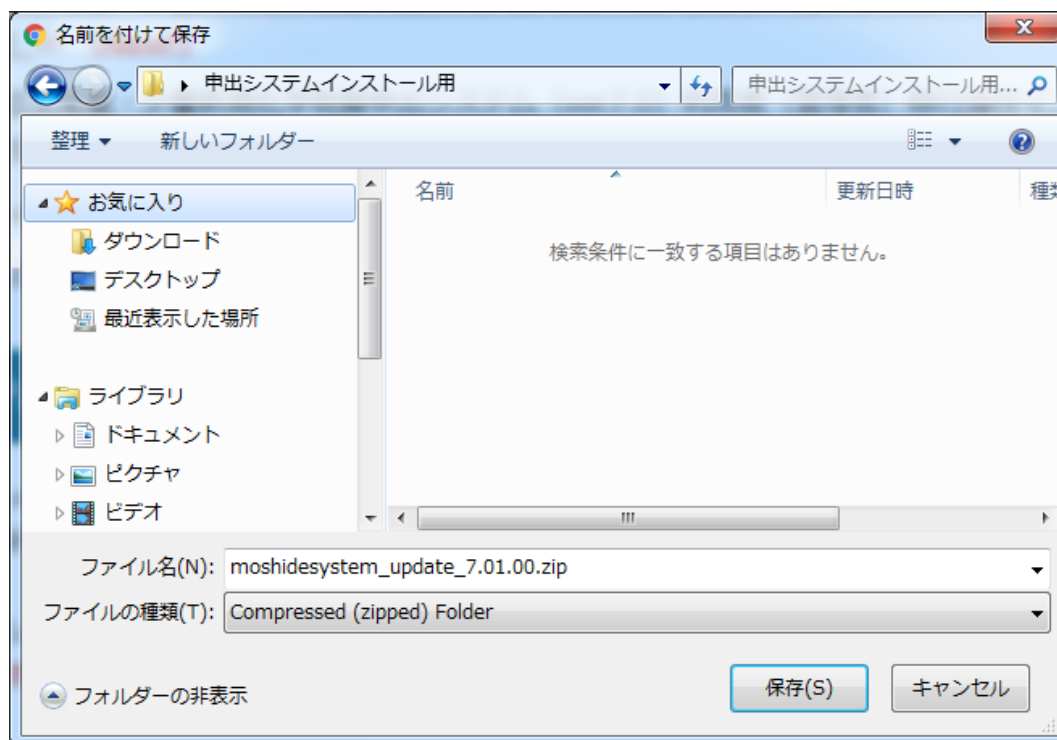 名前を付けて保存
申出システムインストール用
申出システムインストール用...
整理
新しいフォルダー
お気に入り
ダウンロード
デスクトップ
最近表示した場所
ライブラリ
ドキュメント
ピクチャ
ビデオ
名前
更新日時
種類
検索条件に一致する項目はありません。
ファイル名(N):
moshidesystem_update_7.01.00.zip
ファイルの種類(T):
Compressed (zipped) Folder
フォルダーの非表示
保存(S)
キャンセル